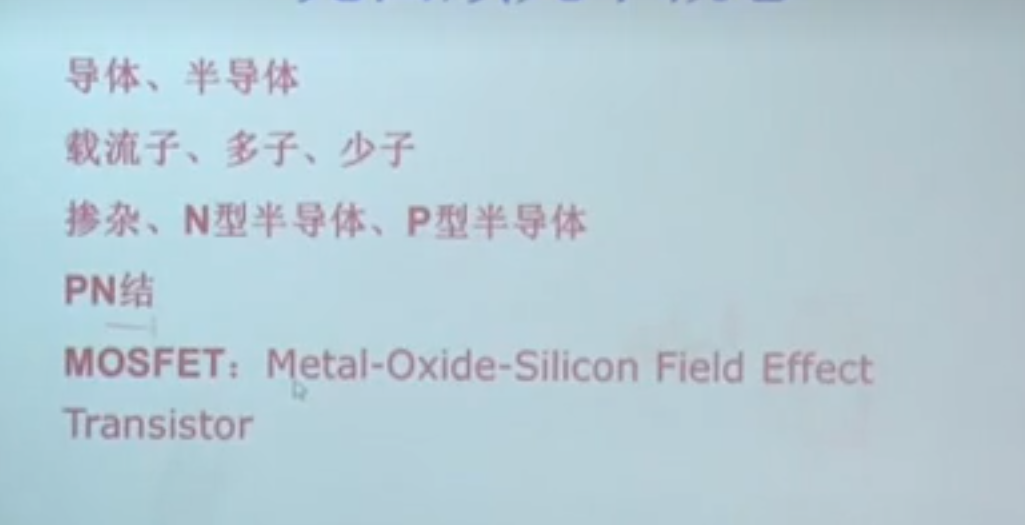 导体、半导体
载流子、多子、少子
掺杂、N型半导体、P型半导体
PN结
MOSFET：Metal-Oxide-Silicon Field Effect
Transistor